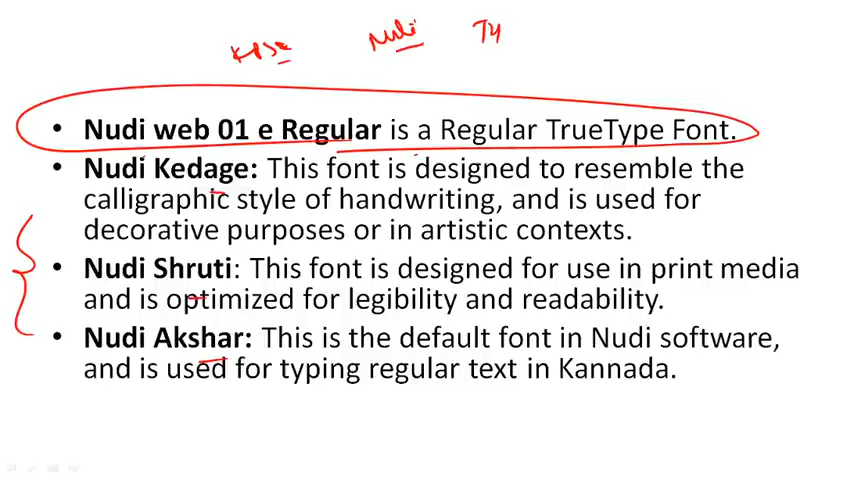 Nudi
• Nudi web 01 e Regular is a Regular TrueType Font.
• Nudi Kedage: This font is designed to resemble the
calligraphic style of handwriting, and is used for
decorative purposes or in artistic contexts.
• Nudi Shruti: This font is designed for use in print media
and is optimized for legibility and readability.
• Nudi Akshar: This is the default font in Nudi software,
and is used for typing regular text in Kannada.